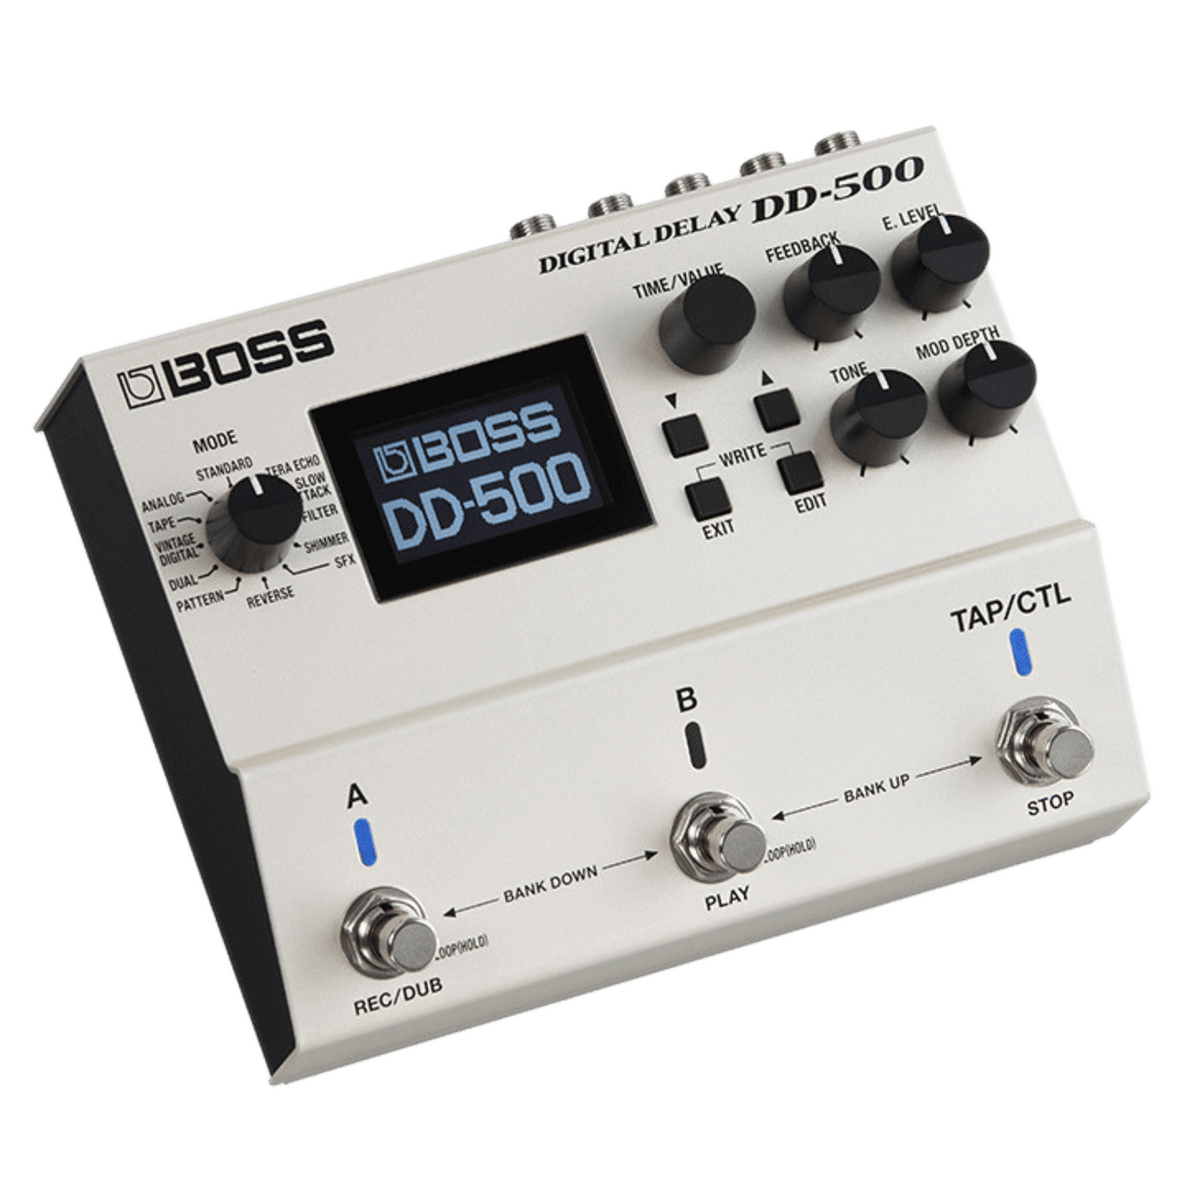 DIGITAL DELAY DD-500
BOSS
TIME/VALUE
FEEDBACK
E. LEVEL
MODE
STANDARD
TERA ECHO
ANALOG
SLOW
TAPE
FILTER
VINTAGE
DIGITAL
SHIMMER
DUAL
SFX
PATTERN
REVERSE
BOSS
DD-500
TONE
MOD DEPTH
WRITE
EXIT
EDIT
TAP/CTL
B
A
BANK UP
STOP
BANK DOWN
PLAY
REC/DUB